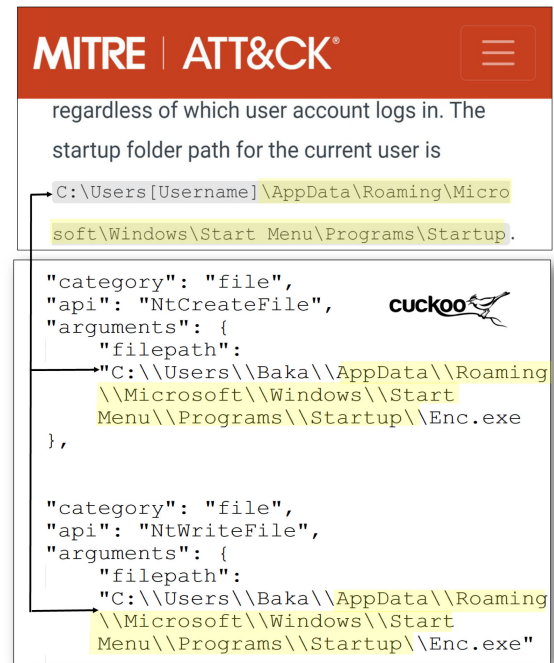 MITRE | ATT&CK®
regardless of which user account logs in. The
startup folder path for the current user is
C:\Users[Username]\AppData\Roaming\Micro
soft\Windows\Start Menu\Programs\Startup.
"category": "file",
"api": "NtCreateFile",
cuckoo
"arguments": {
"filepath":
"C:\\Users\\Baka\\AppData\\Roaming
\\Microsoft\\Windows\\Start
Menu\\Programs\\Startup\\Enc.exe
},
"category": "file",
"api": "NtWriteFile",
"arguments": {
"filepath":
"C:\\Users\\Baka\\AppData\\Roaming
\\Microsoft\\Windows\\Start
Menu\\Programs\\Startup\\Enc.exe"